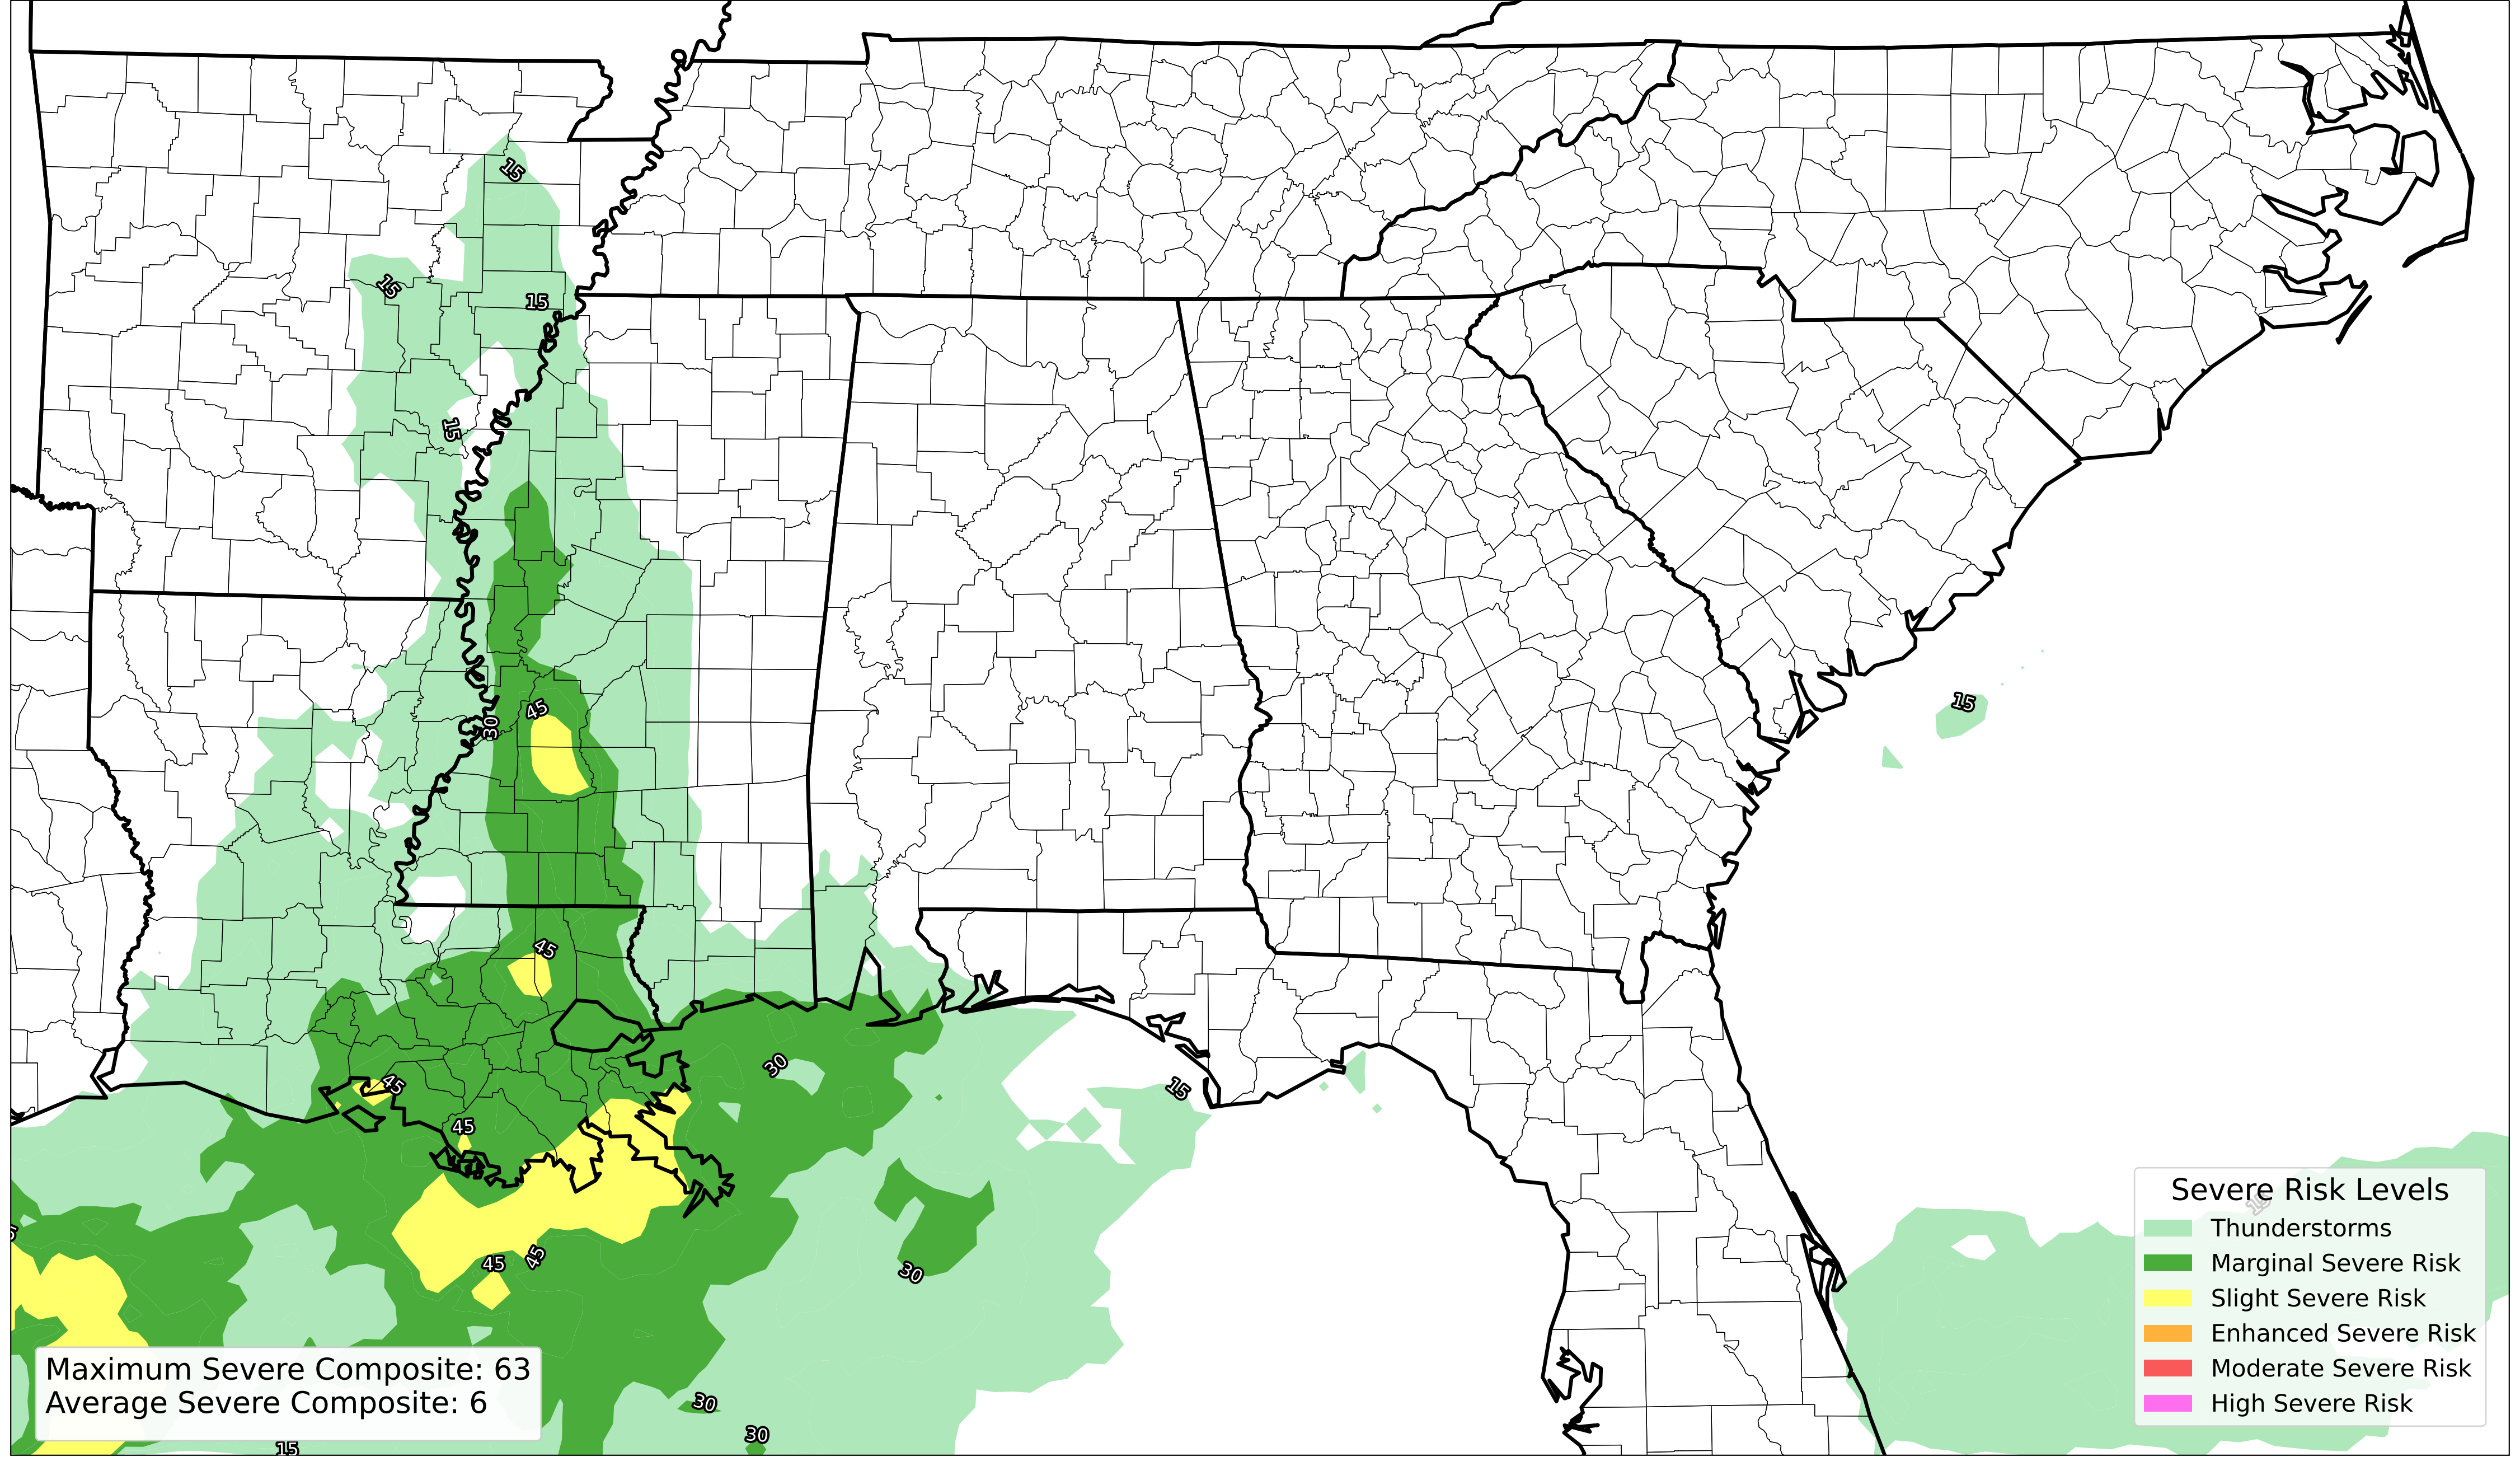 15
15
15
15
45
30
15
45
30
45
15
45
15
45
45
30
30
30
15
Maximum Severe Composite: 63
Average Severe Composite: 6
Severe Risk Levels
Thunderstorms
Marginal Severe Risk
Slight Severe Risk
Enhanced Severe Risk
Moderate Severe Risk
High Severe Risk